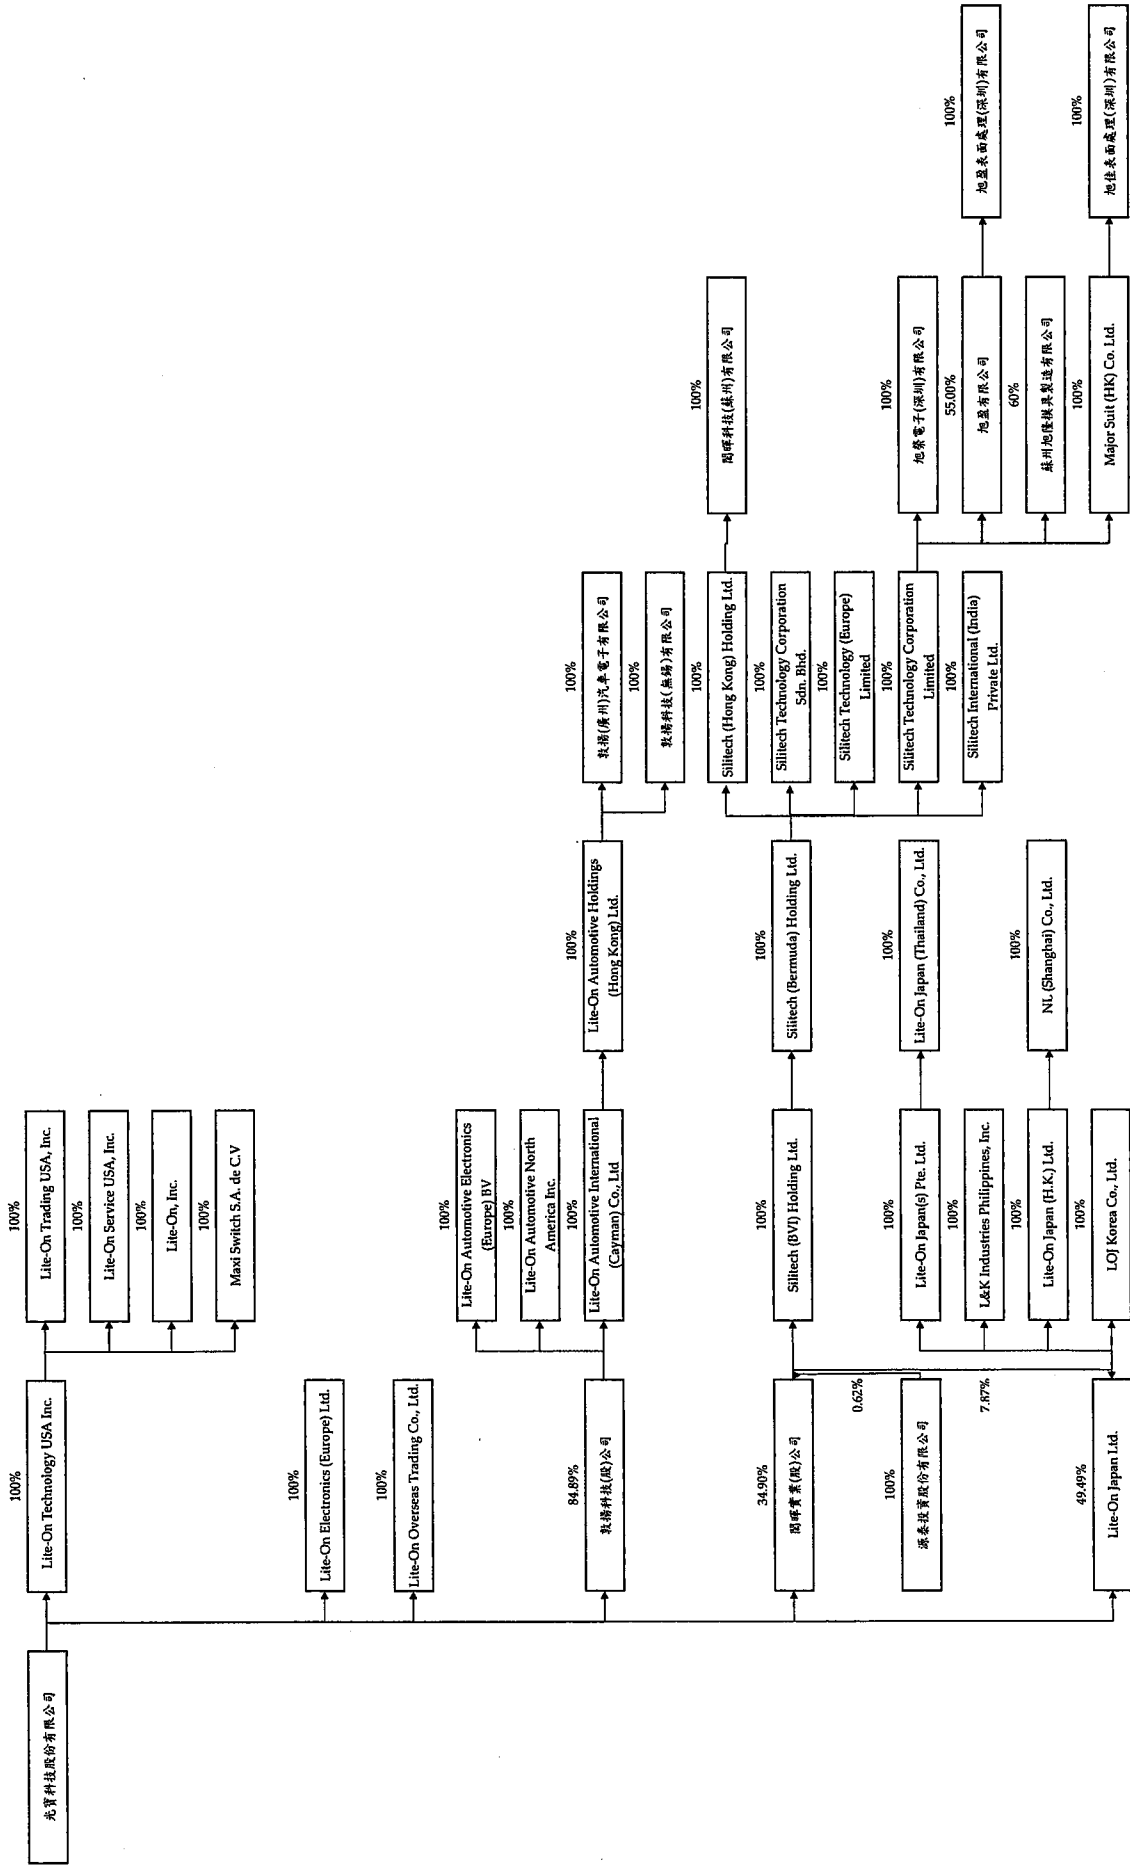 光寶科技股份有限公司
100%
Lite-On Technology USA Inc.
100%
Lite-On Trading USA, Inc.
100%
Lite-On Service USA, Inc.
100%
Lite-On, Inc.
100%
Maxi Switch S.A. de C.V
100%
Lite-On Electronics (Europe) Ltd.
100%
Lite-On Overseas Trading Co., Ltd.
84.89%
敦揚科技(股)公司
100%
Lite-On Automotive Electronics
(Europe) BV
100%
Lite-On Automotive North
America Inc.
100%
Lite-On Automotive International
(Cayman) Co., Ltd
100%
Lite-On Automotive Holdings
(Hong Kong) Ltd.
100%
敦揚(廣州)汽車電子有限公司
100%
敦揚科技(無錫)有限公司
34.90%
閎暉實業(股)公司
100%
Silitech (BVI) Holding Ltd.
100%
Silitech (Bermuda) Holding Ltd.
100%
Silitech (Hong Kong) Holding Ltd.
100%
閎暉科技(蘇州)有限公司
100%
Silitech Technology Corporation
Sdn. Bhd.
100%
Silitech Technology (Europe)
Limited
100%
Silitech Technology Corporation
Limited
100%
旭榮電子(深圳)有限公司
55.00%
旭盈有限公司
100%
旭盈表面處理(深圳)有限公司
60%
蘇州旭隆模具製造有限公司
100%
Major Suit (HK) Co. Ltd.
100%
旭佳表面處理(深圳)有限公司
100%
Silitech International (India)
Private Ltd.
0.62%
100%
源泰投資股份有限公司
7.87%
49.49%
Lite-On Japan Ltd.
100%
Lite-On Japan(s) Pte. Ltd.
100%
Lite-On Japan (Thailand) Co., Ltd.
100%
L&K Industries Philippines, Inc.
100%
Lite-On Japan (H.K.) Ltd.
100%
NL (Shanghai) Co., Ltd.
100%
LOJ Korea Co., Ltd.